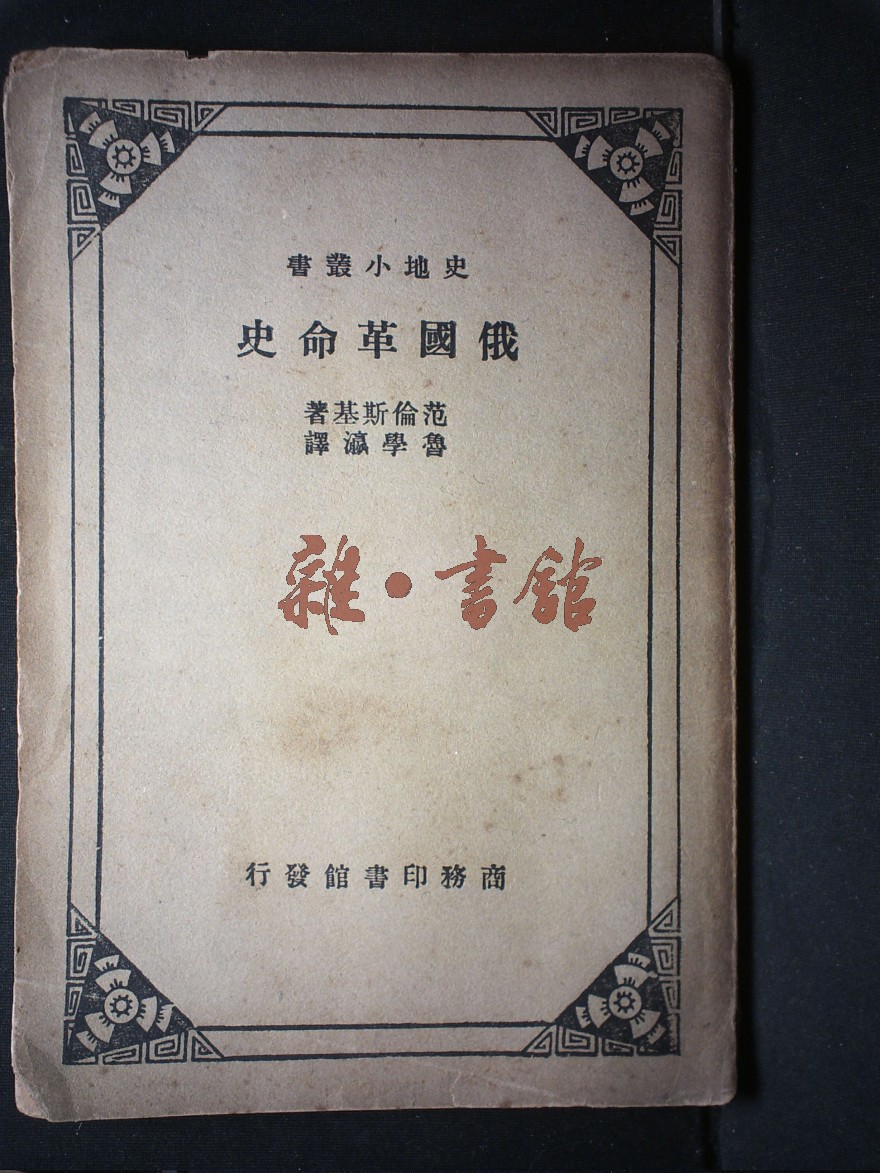 史地小叢書
俄國革命史
范倫斯基著
魯學瀛譯
雜·書館
商務印書館發行